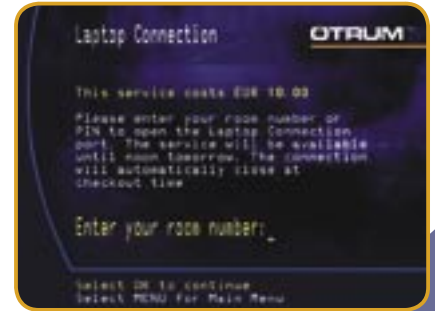 Laptop Connection
OTRUM
This service costs EUR 10.00
Please enter your room number or
PIN to open the Laptop Connection
port. The service will be available
until noon tomorrow. The connection
will automatically close at
checkout time
Enter your room number:_
Select OK to continue
Select MENU for Main Menu